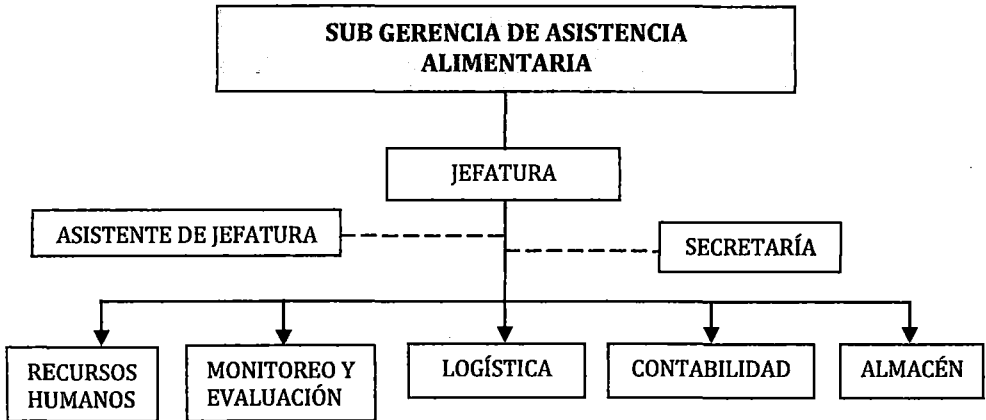 SUB GERENCIA DE ASISTENCIA
ALIMENTARIA
JEFATURA
ASISTENTE DE JEFATURA
SECRETARÍA
RECURSOS
HUMANOS
MONITOREO Y
EVALUACIÓN
LOGÍSTICA
CONTABILIDAD
ALMACÉN